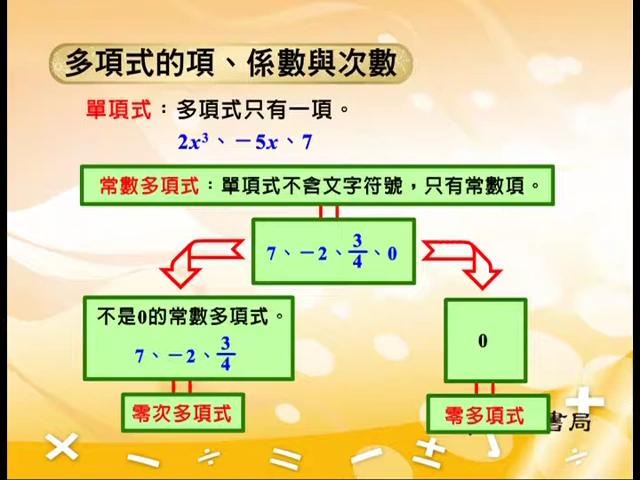 多項式的項、係數與次數
單項式：多項式只有一項。
2x³、－5x、7
常數多項式：單項式不含文字符號，只有常數項。
7、－2、3/4、0
不是0的常數多項式。
7、－2、3/4
0
零次多項式
零多項式
書局